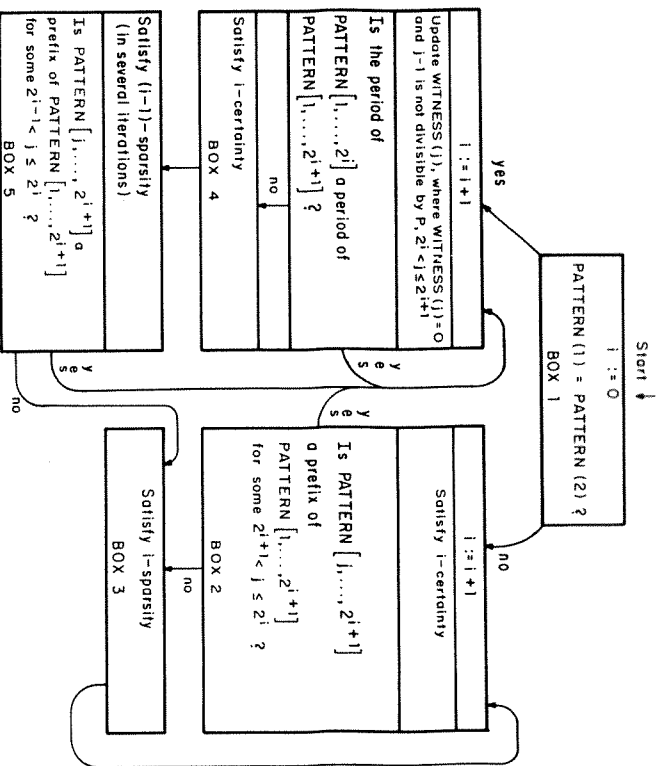 Start
i := 0
PATTERN (1) = PATTERN (2) ?
BOX 1
yes
no
i := i+1
Update WITNESS (j), where WITNESS (j) = 0
and j-1 is not divisible by P, 2^i < j ≤ 2^{i+1}
Is the period of
PATTERN [1,...,2^i] a period of
PATTERN [1,...,2^{i+1}] ?
no
Satisfy i-certainty
BOX 4
yes
Satisfy (i-1)-sparsity
(in several iterations)
Is PATTERN [j,...,2^{i+1}] a
prefix of PATTERN [1,...,2^{i+1}]
for some 2^{i-1} < j ≤ 2^i ?
BOX 5
yes
no
i := i+1
Satisfy i-certainty
Is PATTERN [j,...,2^{i+1}]
a prefix of
PATTERN [1,...,2^{i+1}]
for some 2^{i+1} < j ≤ 2^i ?
BOX 2
yes
no
Satisfy i-sparsity
BOX 3